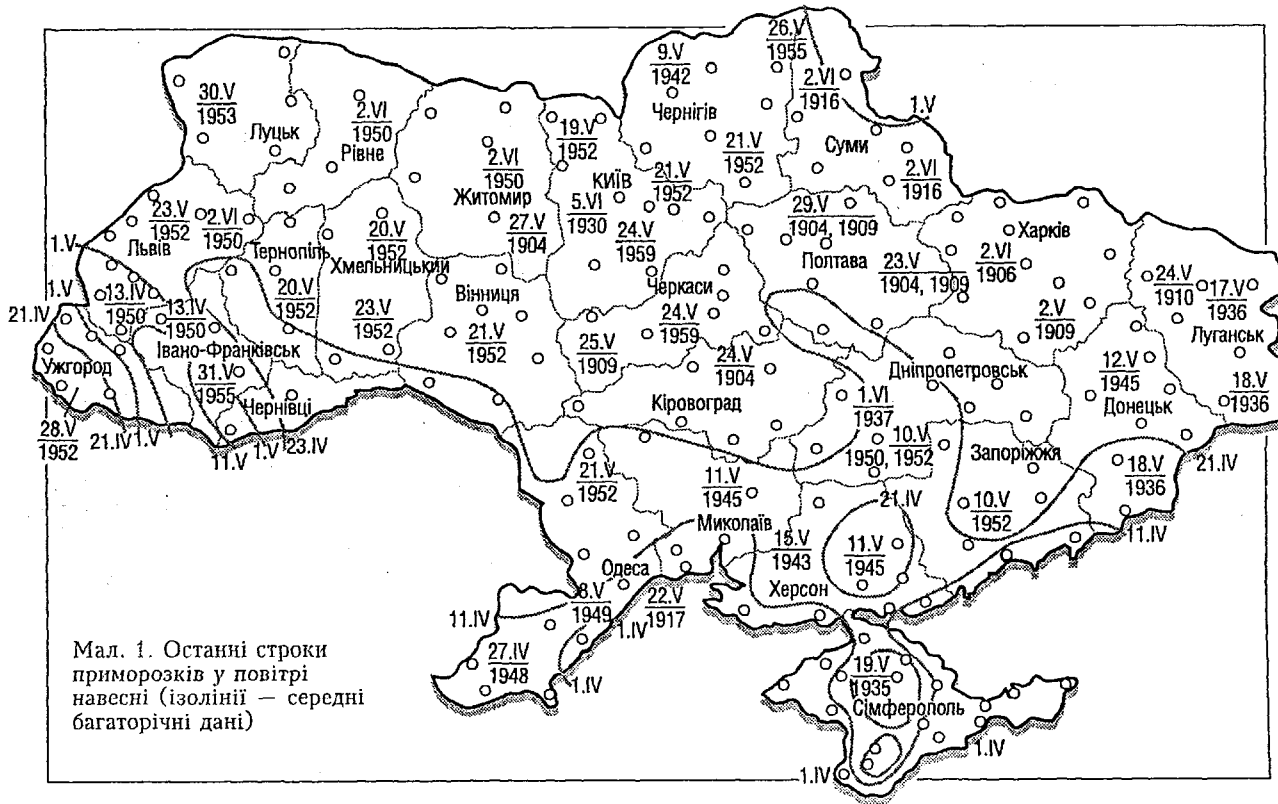 26.V
1955
9.V
1942
2.VI
1916
1.V
30.V
1953
2.VI
1950
Луцьк
Рівне
Чернігів
19.V
1952
21.V
1952
Суми
2.VI
1950
Житомир
КИЇВ
21.V
1952
2.VI
1916
5.VI
1930
29.V
1904, 1909
23.V
1952
2.VI
1950
Львів
Тернопіль
20.V
1952
27.V
1904
24.V
1959
Харків
2.VI
1906
Полтава
23.V
1904, 1909
1.V
Хмельницький
Вінниця
Черкаси
24.V
1910
17.V
1936
1.V
13.IV
1950
20.V
1952
21.IV
13.IV
1950
23.V
1952
21.V
1952
24.V
1959
2.V
1909
Луганськ
Івано-Франківськ
25.V
1909
24.V
1904
12.V
1945
Ужгород
31.V
1955
Дніпропетровськ
18.V
1936
Чернівці
Кіровоград
1.VI
1937
Донецьк
28.V
1952
21.IV
1.V
11.V
1.V
23.IV
10.V
1950, 1952
Запоріжжя
21.IV
21.V
1952
11.V
1945
18.V
1936
21.IV
10.V
1952
Миколаїв
11.IV
15.V
1943
11.V
1945
Одеса
Херсон
8.V
1949
22.V
1917
11.IV
1.IV
27.IV
1948
1.IV
19.V
1935
Сімферополь
1.IV
1.IV
Мал. 1. Останні строки
приморозків у повітрі
навесні (ізолінії — середні
багаторічні дані)